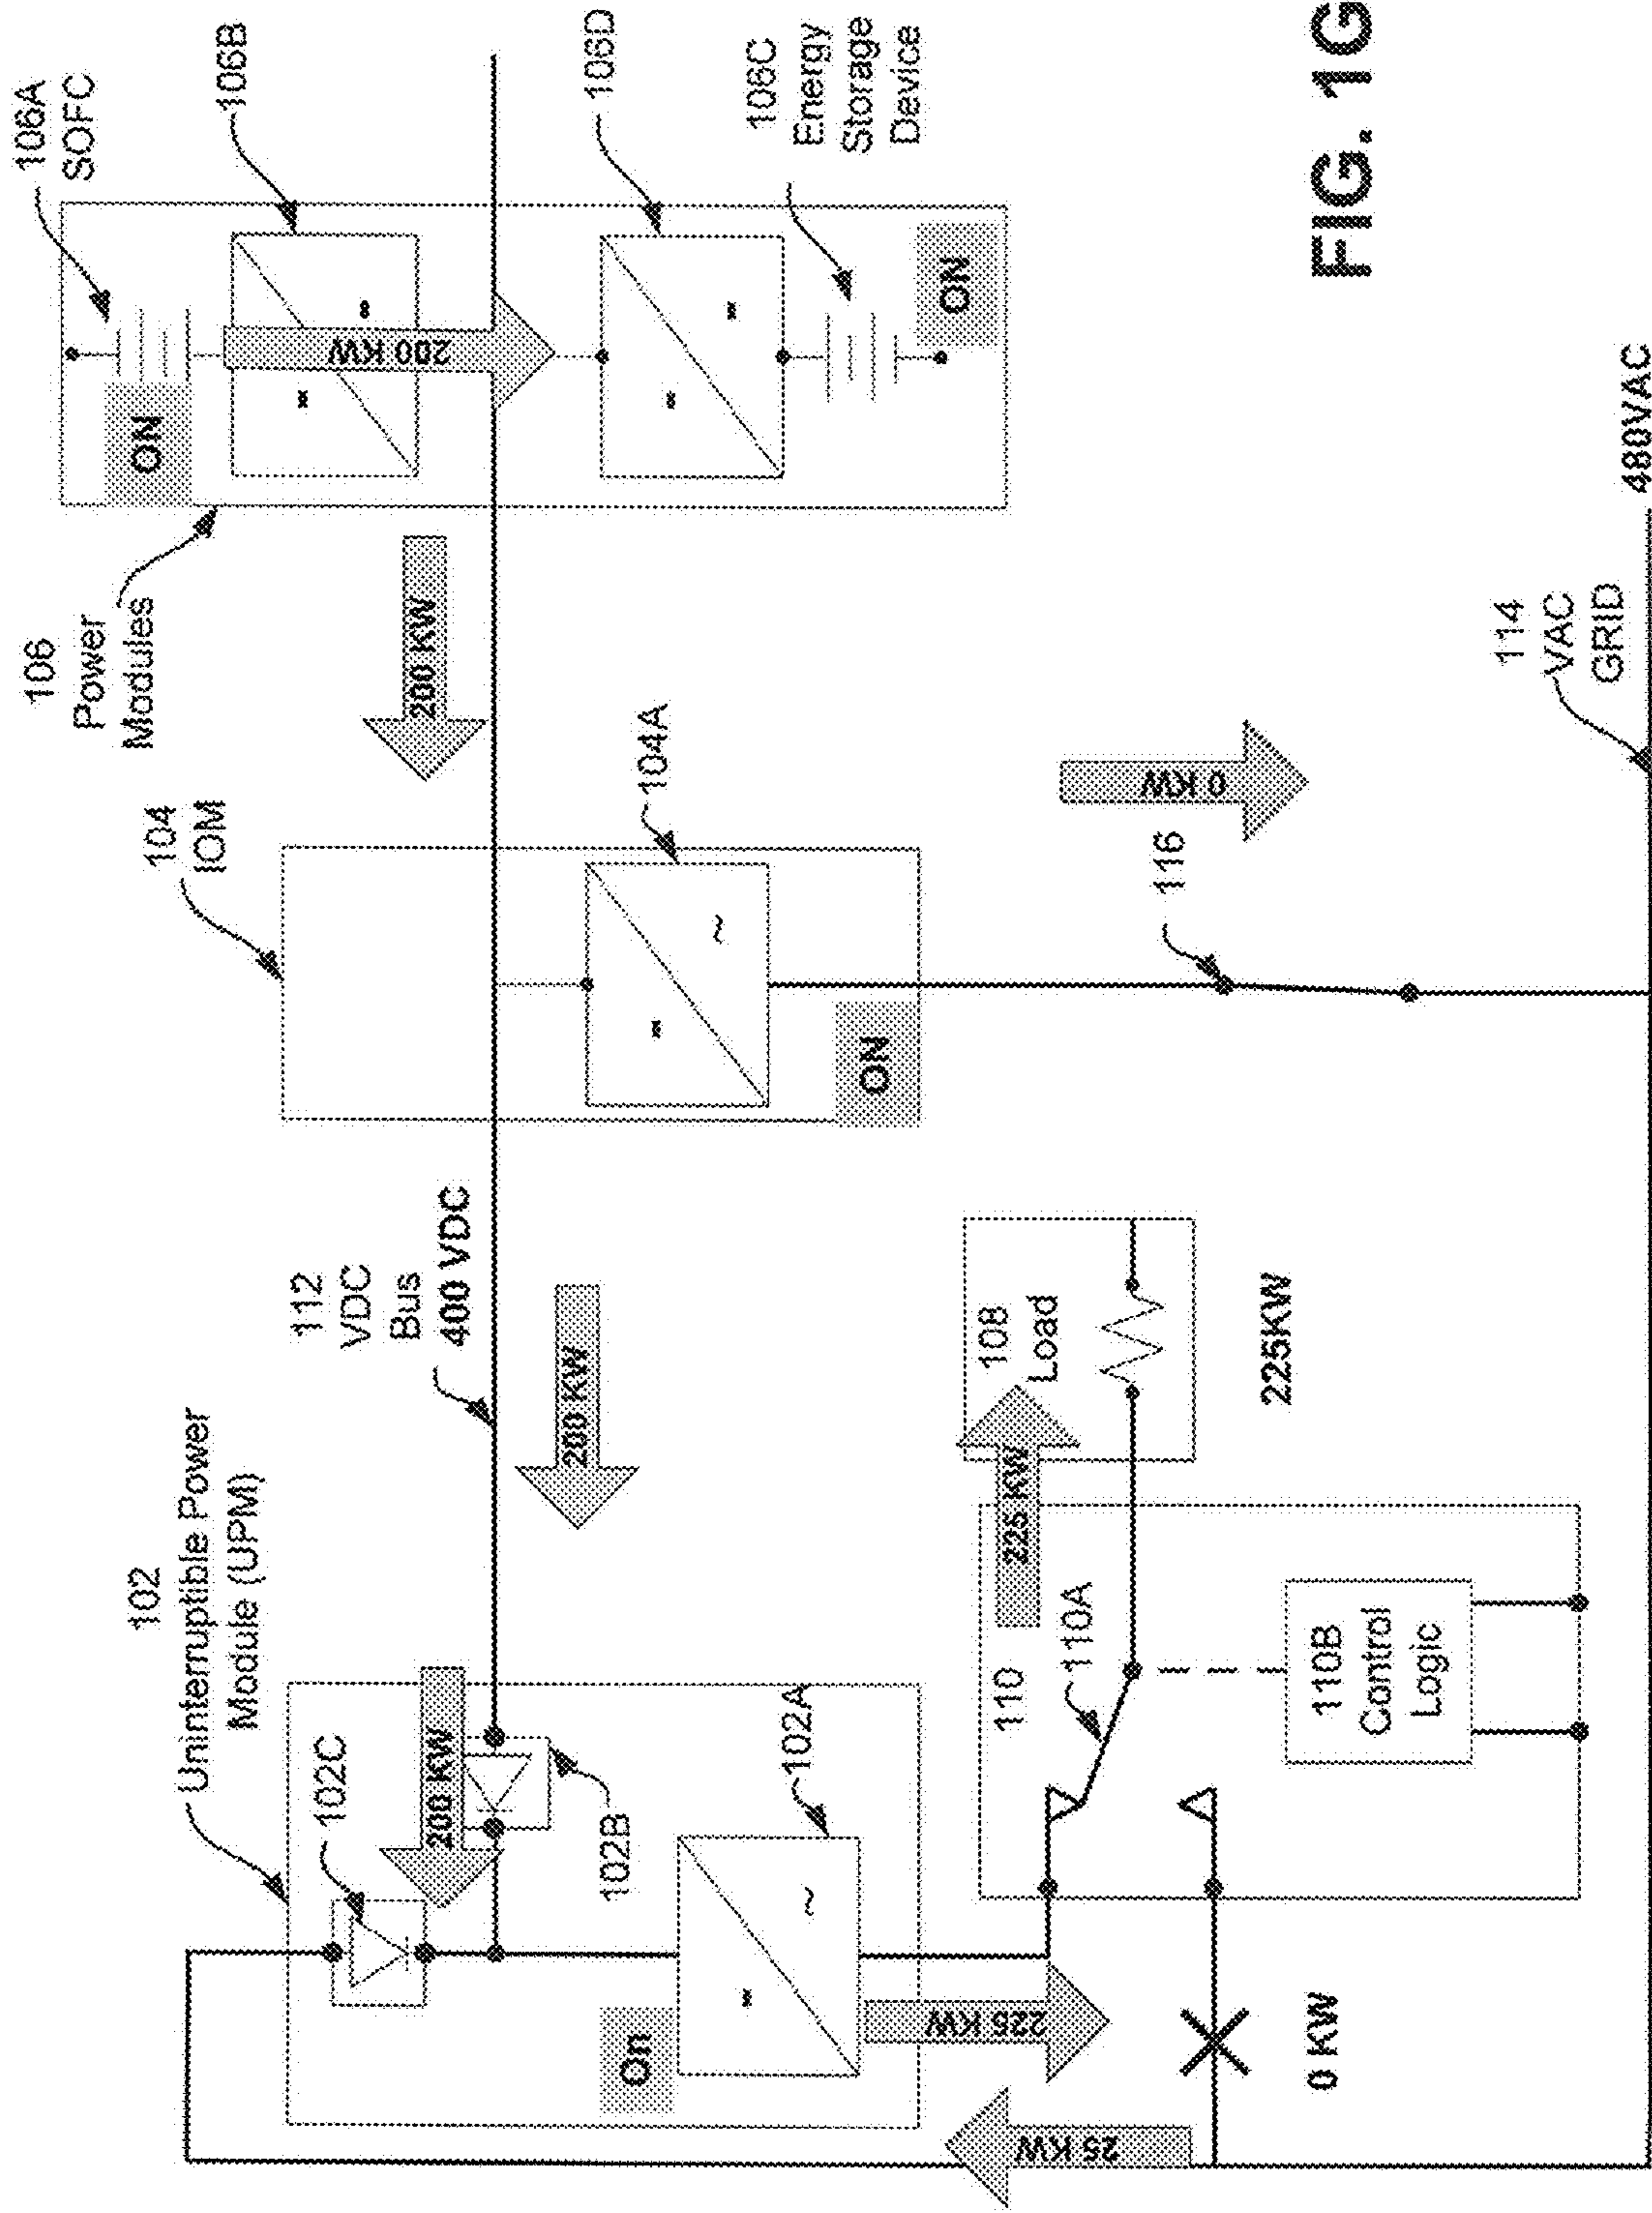 102
Uninterruptible Power
Module (UPM)
102C
200 KW
102B
On
102A
225 KW
25 KW
0 KW
112
VDC
Bus
400 VDC
200 KW
110
110A
110B
Control
Logic
225 KW
108
Load
225KW
104
IOM
104A
ON
116
0 KW
106
Power
Modules
200 KW
106A
SOFC
ON
106B
200 KW
106D
106C
Energy
Storage
Device
ON
114
VAC
GRID
480VAC
FIG. 1G